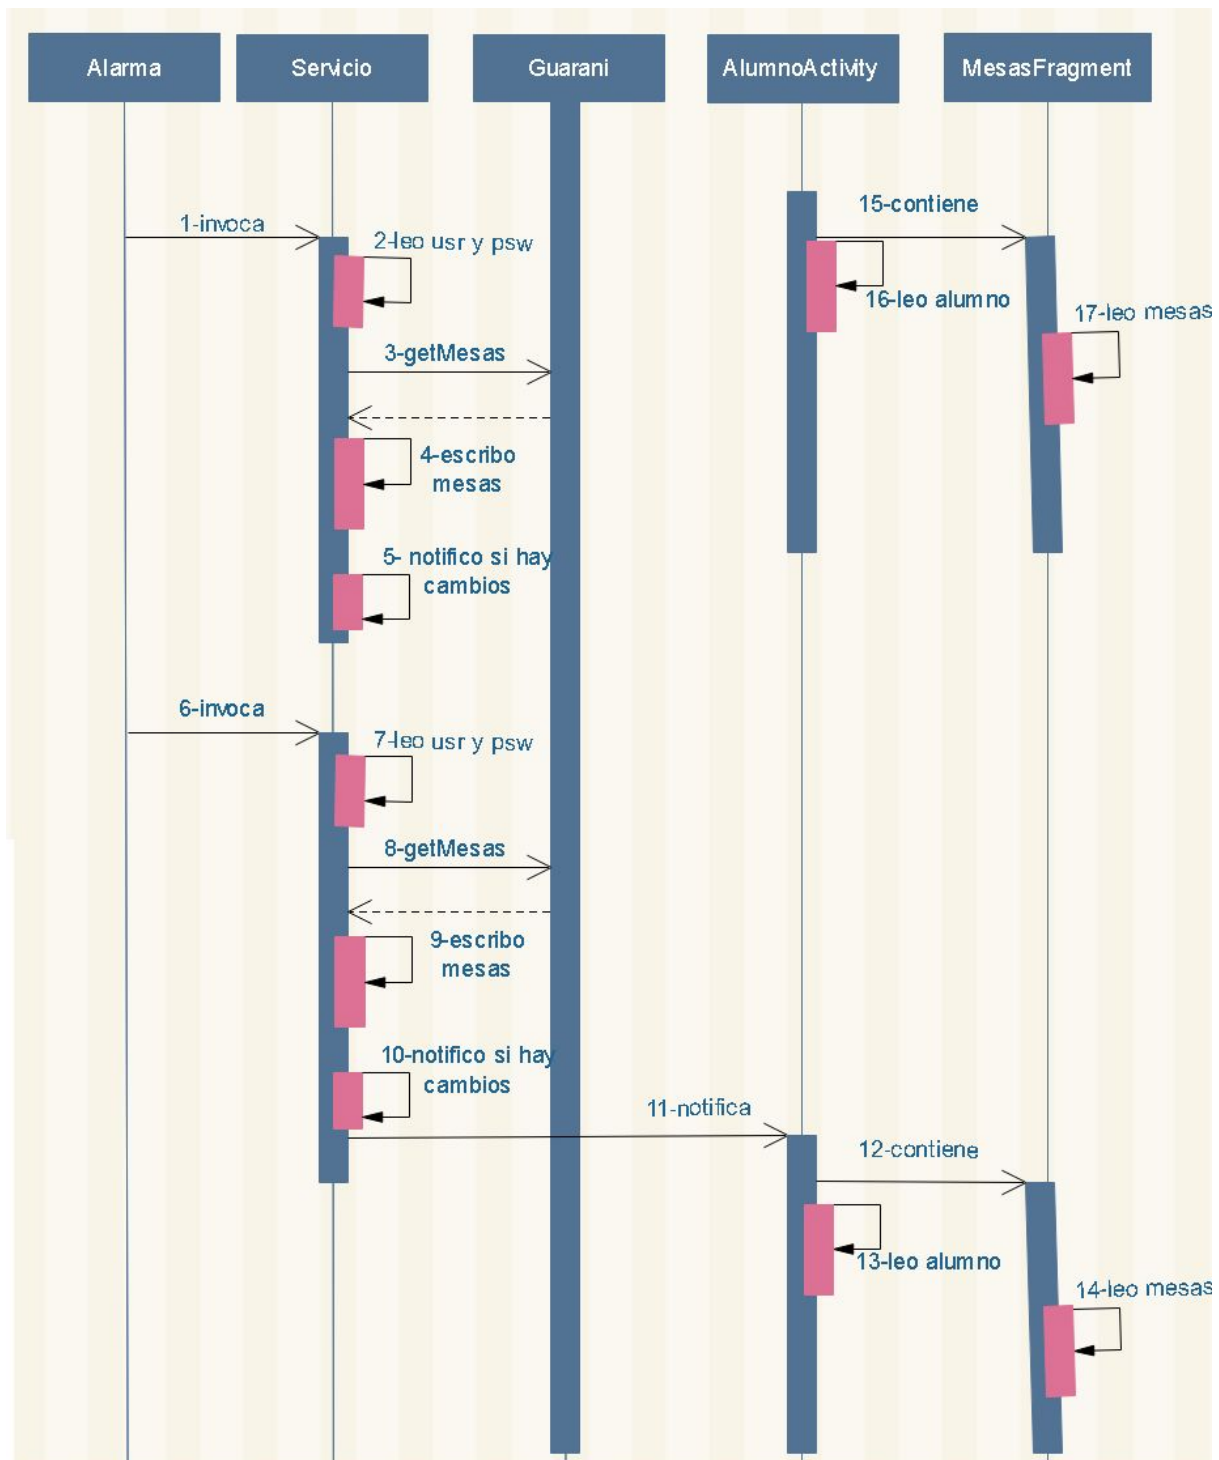 Alarma
Servicio
Guarani
AlumnoActivity
MesasFragment
1-invoca
2-leo usr y psw
3-getMesas
4-escribo
mesas
5- notifico si hay
cambios
6-invoca
7-leo usr y psw
8-getMesas
9-escribo
mesas
10-notifico si hay
cambios
11-notifica
12-contiene
13-leo alumno
14-leo mesas
15-contiene
16-leo alumno
17-leo mesas